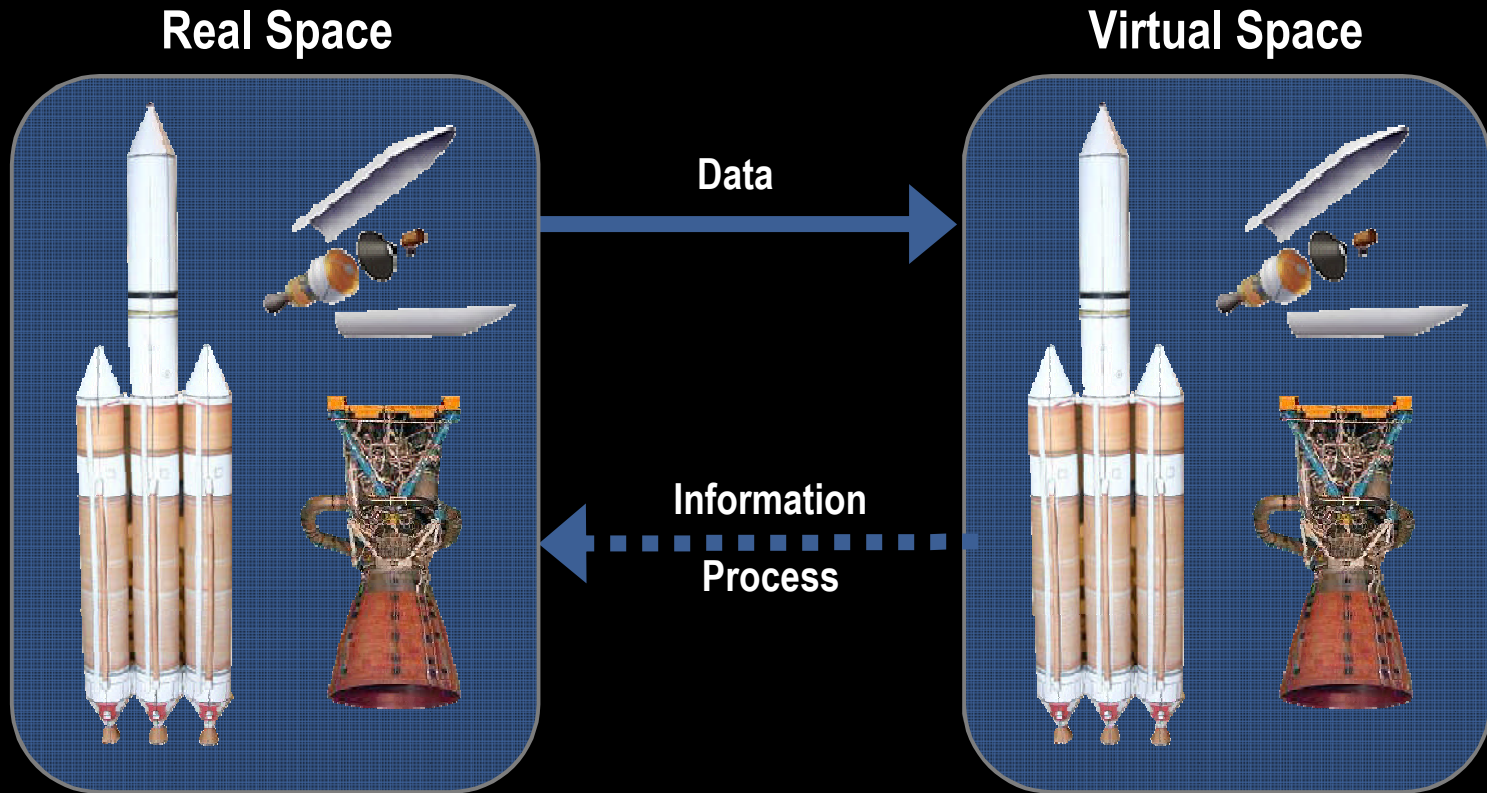 Real Space
Virtual Space
Data
Information
Process